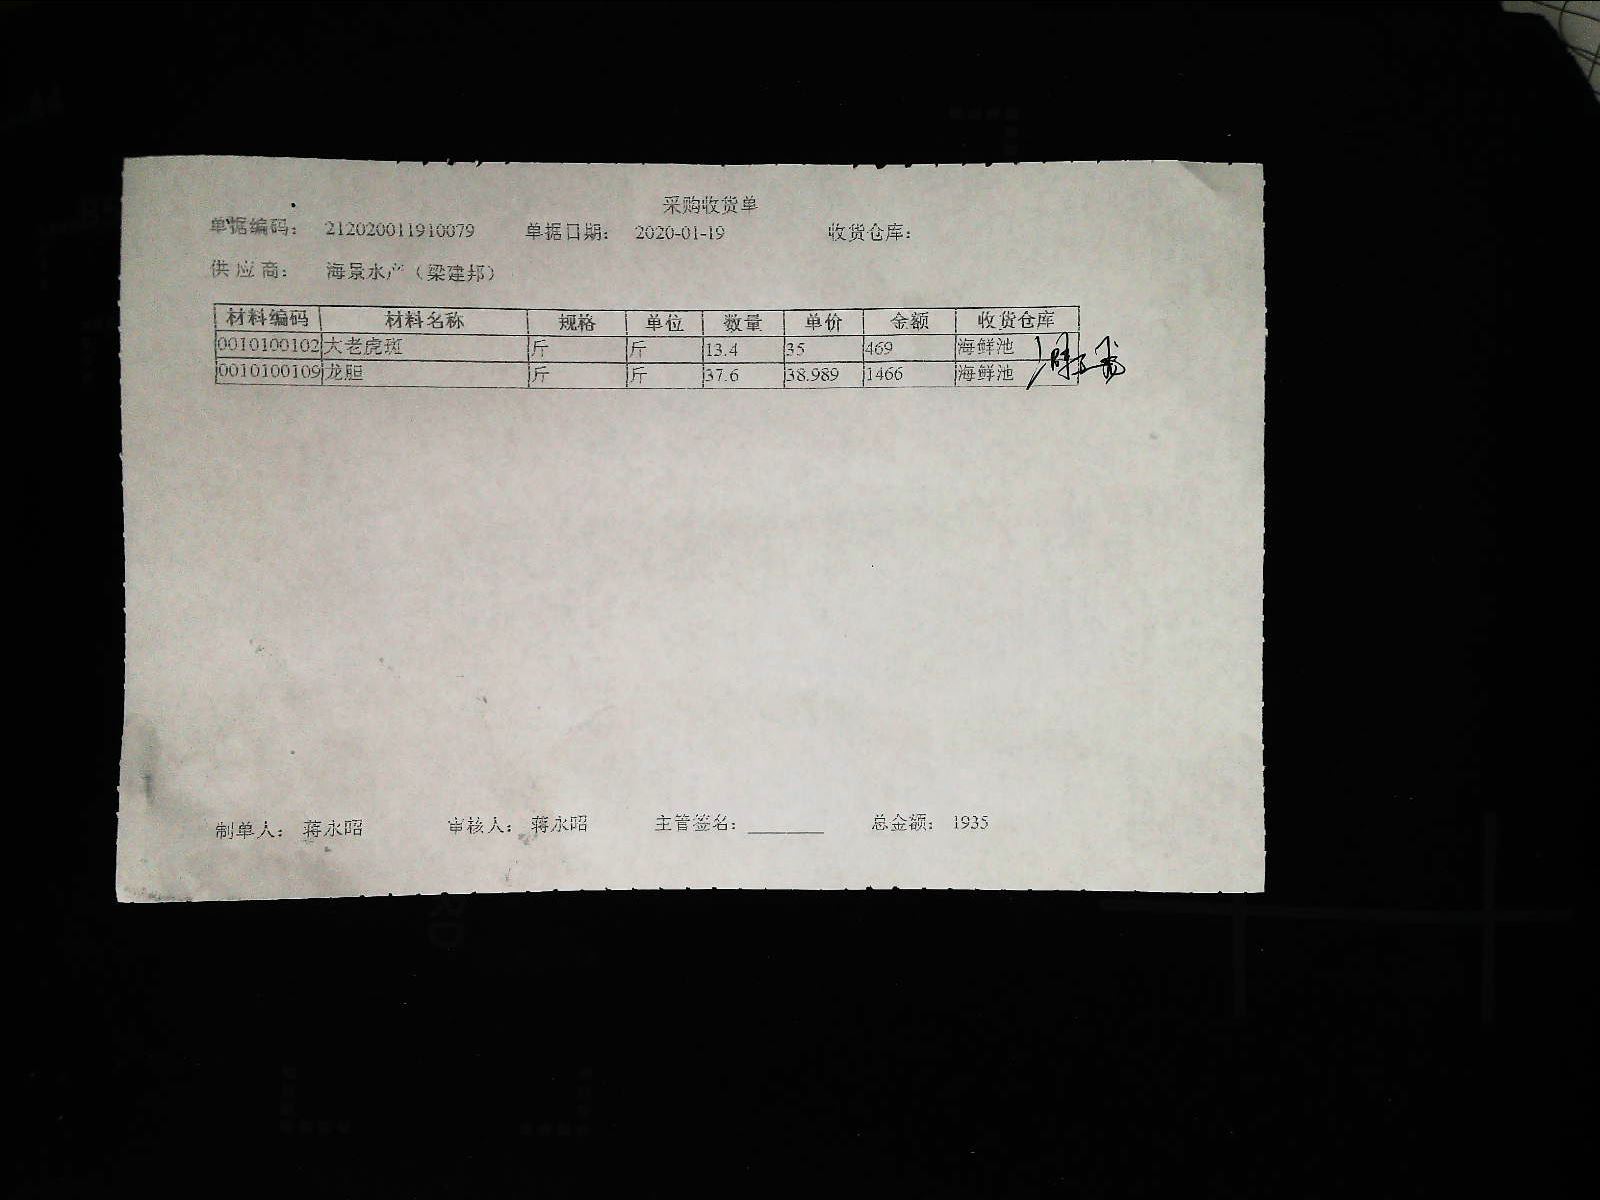 采购收货单
单据编码： 212020011910079 单据日期： 2020-01-19 收货仓库：
供应商： 海景水产（梁建邦）
材料编码 材料名称 规格 单位 数量 单价 金额 收货仓库
0010100102 大老虎斑 斤 斤 13.4 35 469 海鲜池
0010100109 龙胆 斤 斤 37.6 38.989 1466 海鲜池
制单人： 蒋永昭 审核人： 蒋永昭 主管签名：________ 总金额： 1935